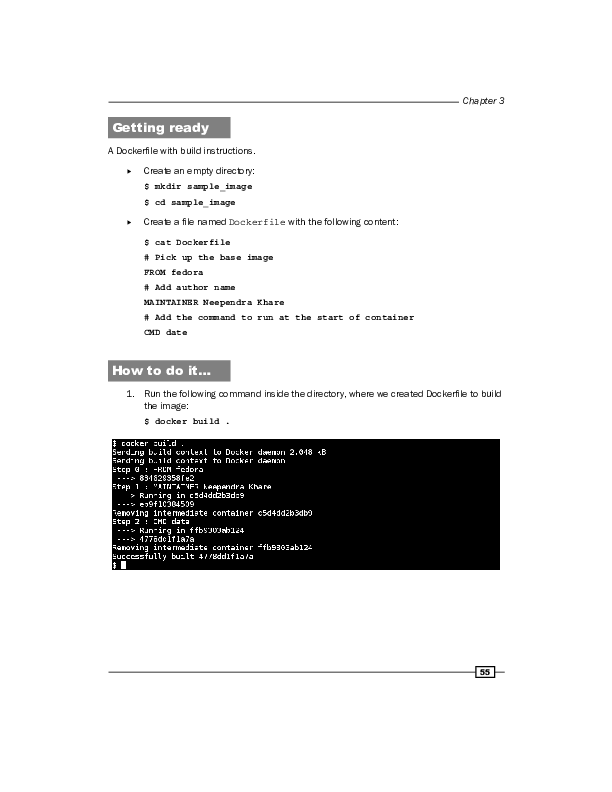 Chapter 3
Getting ready
A Dockerfile with build instructions.
Create an empty directory:
$ mkdir sample_image
$ cd sample_image
Create a file named Dockerfile with the following content:
$ cat Dockerfile
# Pick up the base image
FROM fedora
# Add author name
MAINTAINER Neependra Khare
# Add the command to run at the start of container
CMD date
How to do it…
1. Run the following command inside the directory, where we created Dockerfile to build
the image:
$ docker build .
$ docker build .
Sending build context to Docker daemon 2.048 kB
Sending build context to Docker daemon
Step 0 : FROM fedora
---> 834629358fe2
Step 1 : MAINTAINER Neependra Khare
---> Running in
--->
Removing intermediate container
Step 2 : CMD date
---> Running in ffb9303ab124
---> 4778dd1f1a7a
Removing intermediate container ffb9303ab124
Successfully built 4778dd1f1a7a
$
55